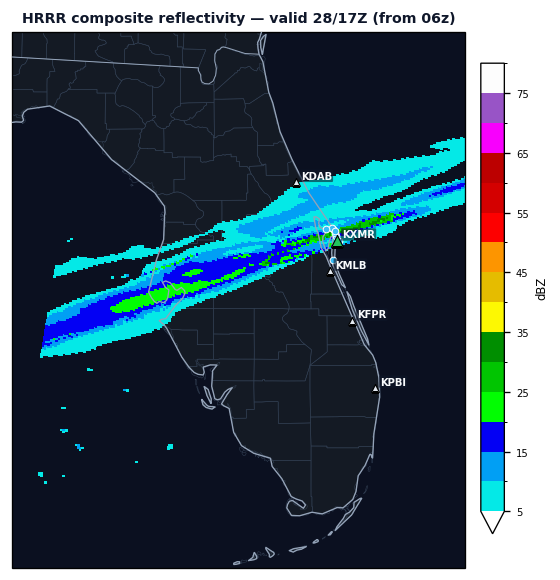 HRRR composite reflectivity — valid 28/17Z (from 06z)
75
65
55
45
35
25
15
5
dBZ
KDAB
KXMR
KMLB
KFPR
KPBI